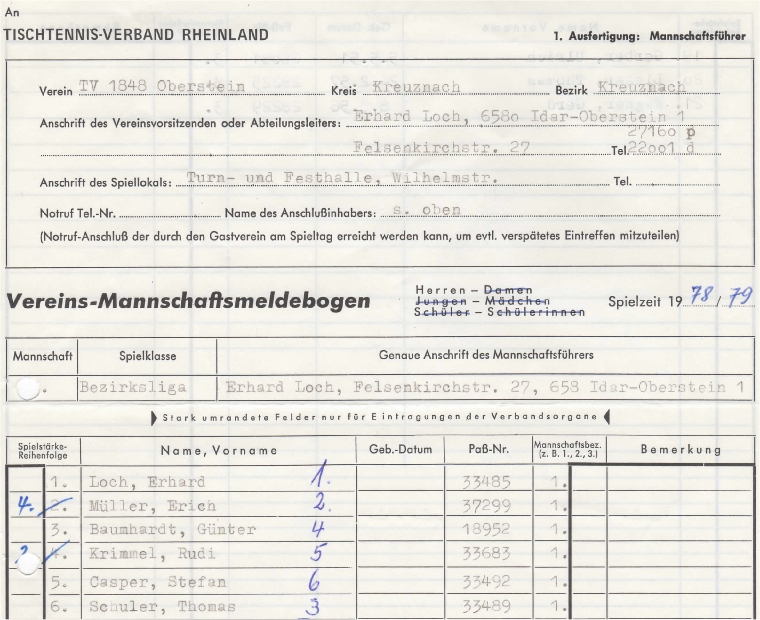 An
TISCHTENNIS-VERBAND RHEINLAND
1. Ausfertigung: Mannschaftsführer
Verein TV 1848 Oberstein Kreis Kreuznach Bezirk Kreuznach
Anschrift des Vereinsvorsitzenden oder Abteilungsleiters: Erhard Loch, 658o Idar-Oberstein 1
2716o p
Felsenkirchstr. 27 Tel. 22oo1 d
Anschrift des Spiellokals: Turn- und Festhalle, Wilhelmstr. Tel.
Notruf Tel.-Nr. Name des Anschlußinhabers: s. oben
(Notruf-Anschluß der durch den Gastverein am Spieltag erreicht werden kann, um evtl. verspätetes Eintreffen mitzuteilen)
Vereins-Mannschaftsmeldebogen
Herren – Damen
Jungen – Mädchen
Schüler – Schülerinnen
Spielzeit 19 78 / 79
Mannschaft Spielklasse Genaue Anschrift des Mannschaftsführers
. Bezirksliga Erhard Loch, Felsenkirchstr. 27, 658 Idar-Oberstein 1
Stark umrandete Felder nur für Eintragungen der Verbandsorgane
Spielstärke-Reihenfolge Name, Vorname Geb.-Datum Paß-Nr. Mannschaftsbez. (z. B. 1., 2., 3.) Bemerkung
1. Loch, Erhard 1. 33485 1.
4. 2. Müller, Erich 2. 37299 1.
3. Baumhardt, Günter 4 18952 1.
4. Krimmel, Rudi 5 33683 1.
5. Casper, Stefan 6 33492 1.
6. Schuler, Thomas 3 33489 1.